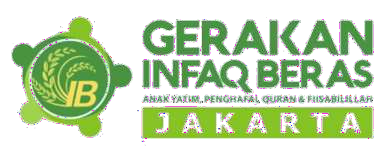 GERAKAN
INFAQ BERAS
ANAK YATIM, PENGHAFAL QURAN & FIISABILILLAH
JAKARTA
IB